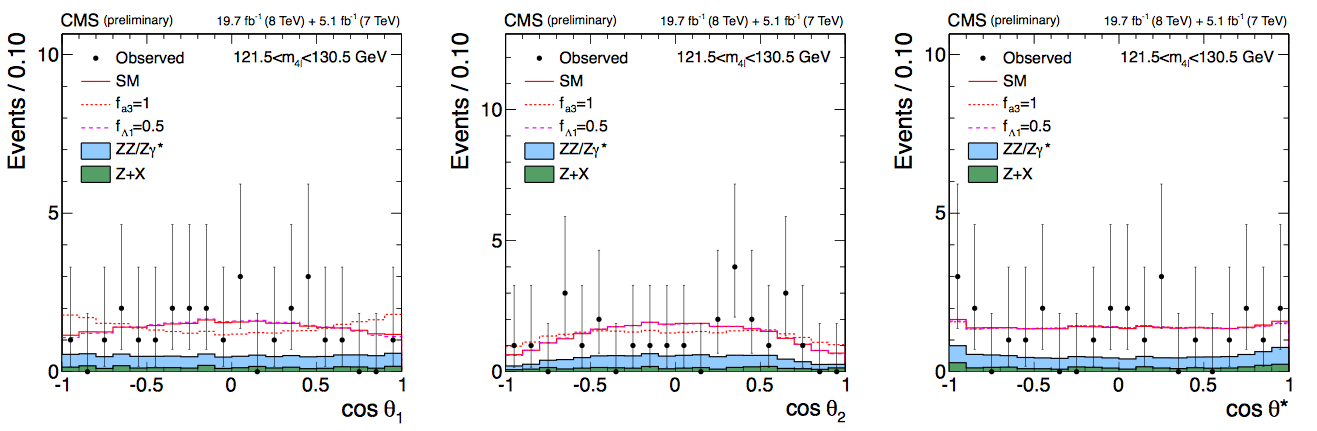 CMS (preliminary) 19.7 fb⁻¹ (8 TeV) + 5.1 fb⁻¹ (7 TeV)
Events / 0.10
10
5
0
Observed 121.5<m₄ₗ<130.5 GeV
SM
fₐ₃=1
f_Λ1=0.5
ZZ/Zγ*
Z+X
-1 -0.5 0 0.5 1
cos θ₁
CMS (preliminary) 19.7 fb⁻¹ (8 TeV) + 5.1 fb⁻¹ (7 TeV)
Events / 0.10
10
5
0
Observed 121.5<m₄ₗ<130.5 GeV
SM
fₐ₃=1
f_Λ1=0.5
ZZ/Zγ*
Z+X
-1 -0.5 0 0.5 1
cos θ₂
CMS (preliminary) 19.7 fb⁻¹ (8 TeV) + 5.1 fb⁻¹ (7 TeV)
Events / 0.10
10
5
0
Observed 121.5<m₄ₗ<130.5 GeV
SM
fₐ₃=1
f_Λ1=0.5
ZZ/Zγ*
Z+X
-1 -0.5 0 0.5 1
cos θ*